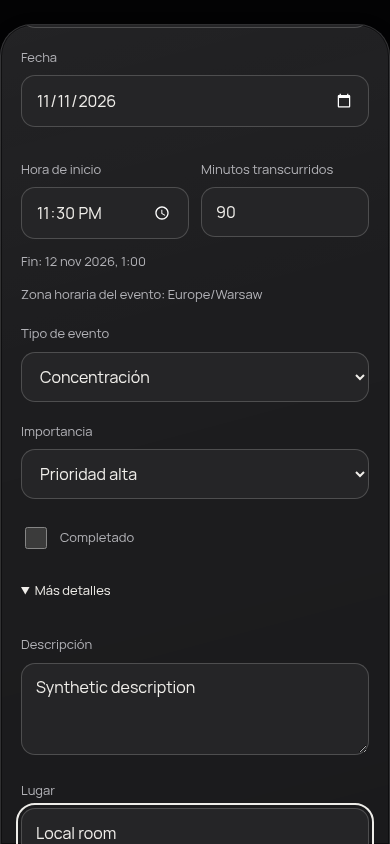 Fecha
11/11/2026
Hora de inicio
Minutos transcurridos
11:30 PM
90
Fin: 12 nov 2026, 1:00
Zona horaria del evento: Europe/Warsaw
Tipo de evento
Concentración
Importancia
Prioridad alta
Completado
▼ Más detalles
Descripción
Synthetic description
Lugar
Local room